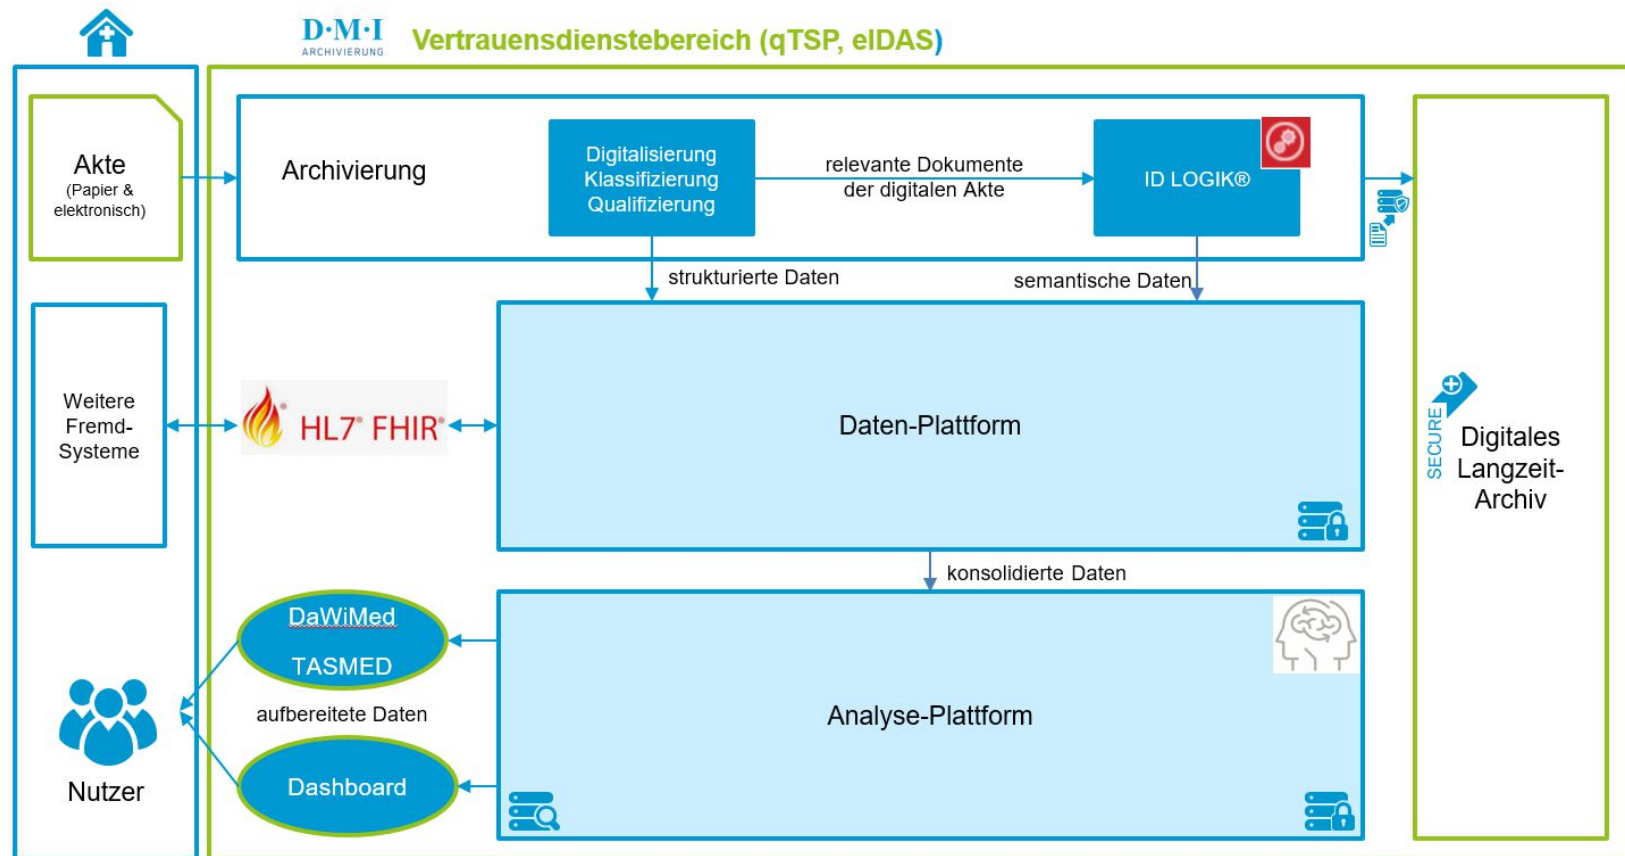 D·M·I
ARCHIVIERUNG
Vertrauensdienstebereich (qTSP, eIDAS)
Akte
(Papier &
elektronisch)
Archivierung
Digitalisierung
Klassifizierung
Qualifizierung
relevante Dokumente
der digitalen Akte
ID LOGIK®
strukturierte Daten
semantische Daten
Weitere
Fremd-
Systeme
HL7® FHIR®
Daten-Plattform
SECURE
Digitales
Langzeit-
Archiv
konsolidierte Daten
DaWiMed
TASMED
aufbereitete Daten
Analyse-Plattform
Dashboard
Nutzer